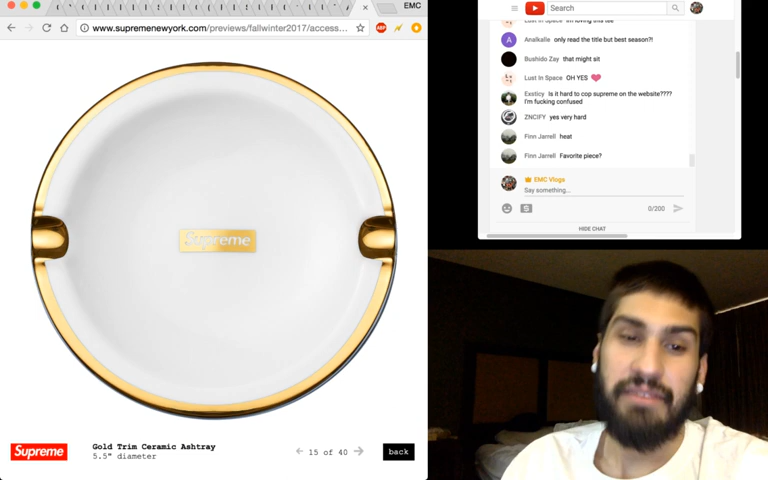 EMC
www.supremenewyork.com/previews/fallwinter2017/access...
ABP
Supreme
Supreme
Gold Trim Ceramic Ashtray
5.5" diameter
15 of 40
back
Search
Lust In Space im loving this tee
A
Analkalle only read the title but best season?!
Bushido Zay that might sit
Lust In Space OH YES
Exsticy Is it hard to cop supreme on the website????
I'm fucking confused
ZNCIFY yes very hard
Finn Jarrell heat
Finn Jarrell Favorite piece?
EMC Vlogs
Say something...
0/200
HIDE CHAT